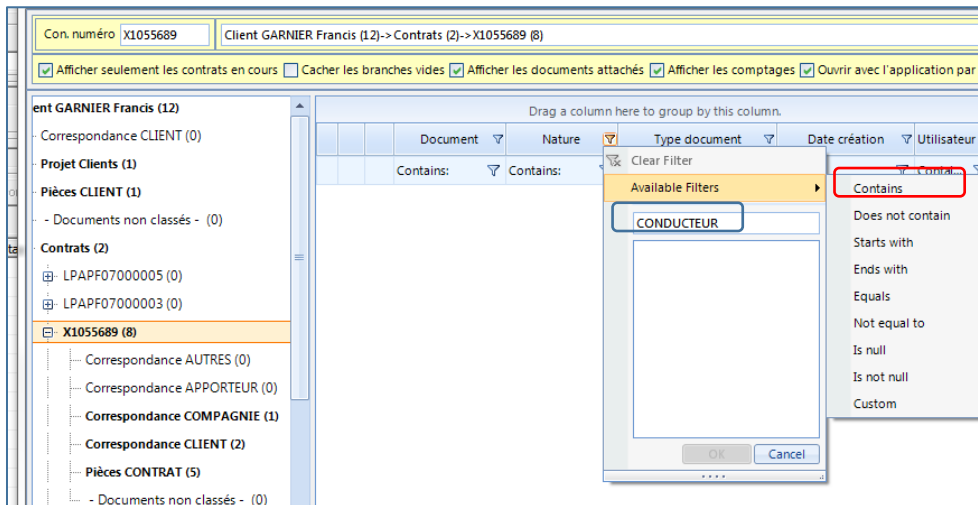 Con. numéro X1055689 Client GARNIER Francis (12)->Contrats (2)->X1055689 (8)
Afficher seulement les contrats en cours Cacher les branches vides Afficher les documents attachés Afficher les comptages Ouvrir avec l'application par
ent GARNIER Francis (12)
Correspondance CLIENT (0)
Projet Clients (1)
Pièces CLIENT (1)
- Documents non classés - (0)
Contrats (2)
LPAPF07000005 (0)
LPAPF07000003 (0)
X1055689 (8)
Correspondance AUTRES (0)
Correspondance APPORTEUR (0)
Correspondance COMPAGNIE (1)
Correspondance CLIENT (2)
Pièces CONTRAT (5)
- Documents non classés - (0)
Drag a column here to group by this column.
Document Nature Type document Date création Utilisateur
Contains: Contains:
Clear Filter
Available Filters
CONDUCTEUR
OK Cancel
Contains
Does not contain
Starts with
Ends with
Equals
Not equal to
Is null
Is not null
Custom